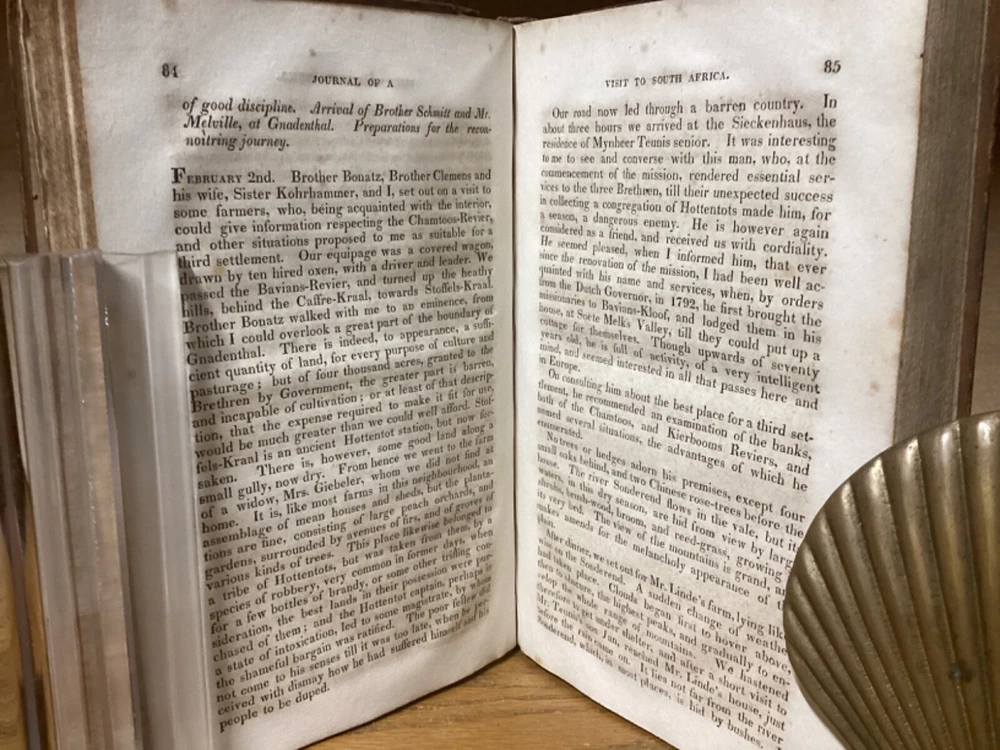 84
JOURNAL OF A
of good discipline. Arrival of Brother Schmitt and Mr.
Melville, at Gnadenthal. Preparations for the recon-
noitring journey.
FEBRUARY 2nd. Brother Bonatz, Brother Clemens and
his wife, Sister Kohrhammer, and I, set out on a visit to
some farmers, who, being acquainted with the interior,
could give information respecting the Chamtoos-Revier,
and other situations proposed to me as suitable for a
third settlement. Our equipage was a covered wagon,
drawn by ten hired oxen, with a driver and leader. We
passed the Bavians-Revier, and turned up the heathy
hills, behind the Caffre-Kraal, towards Stoffels-Kraal.
Brother Bonatz walked with me to an eminence, from
which I could overlook a great part of the boundary of
Gnadenthal. There is indeed, to appearance, a suffi-
cient quantity of land, for every purpose of culture and
pasturage; but of four thousand acres, granted to the
Brethren by Government, the greater part is barren,
and incapable of cultivation; or at least of that descrip-
tion, that the expense required to make it fit for use,
would be much greater than we could well afford. Stof-
fels-Kraal is an ancient Hottentot station, but now for-
saken. There is, however, some good land along a
small gully, now dry. From hence we went to the farm
of a widow, Mrs. Giebeler, whom we did not find at
home. It is, like most farms in this neighbourhood, an
assemblage of mean houses and sheds, but the planta-
tions are fine, consisting of large peach orchards, and
gardens, surrounded by avenues of firs, and of groves of
various kinds of trees. This place likewise belonged to
a tribe of Hottentots, but was taken from them, by a
species of robbery, very common in former days, when
for a few bottles of brandy, or some other trifling con-
sideration, the best lands in their possession were pur-
chased of them; and the Hottentot captain, perhaps in
a state of intoxication, led to some magistrate, by whom
the shameful bargain was ratified. The poor fellow did
not come to his senses till it was too late, when he per-
ceived with dismay how he had suffered himself and his
people to be duped.
85
VISIT TO SOUTH AFRICA.
Our road now led through a barren country. In
about three hours we arrived at the Sieckenhaus, the
residence of Mynheer Teunis senior. It was interesting
to me to see and converse with this man, who, at the
commencement of the mission, rendered essential ser-
vices to the three Brethren, till their unexpected success
in collecting a congregation of Hottentots made him, for
a season, a dangerous enemy. He is however again
considered as a friend, and received us with cordiality.
He seemed pleased, when I informed him, that ever
since the renovation of the mission, I had been well ac-
quainted with his name and services, when, by orders
from the Dutch Governor, in 1792, he first brought the
missionaries to Bavians-Kloof, and lodged them in his
house, at Soete Melk's Valley, till they could put up a
cottage for themselves. Though upwards of seventy
years old, he is full of activity, of a very intelligent
mind, and seemed interested in all that passes here and
in Europe.
On consulting him about the best place for a third set-
tlement, he recommended an examination of the banks,
both of the Chamtoos, and Kierbooms Reviers, and
named several situations, the advantages of which he
enumerated.
No trees or hedges adorn his premises, except four
small oaks behind, and two Chinese rose-trees before the
house. The river Sonderend flows in the vale, but its
waters, in this dry season, are hid from view by large
shrubs, brush-wood, broom, and reed-grass, growing
its very bed. The view of the mountains is grand, a
makes amends for the melancholy appearance of t
plain.
After dinner, we set out for Mr. Linde's farm, lying lik
wise on the Sonderend. A sudden change of weathe
had taken place. Clouds began first to hover above,
then to obscure, the highest peaks, and gradually to en-
velop the whole range of mountains. We hastened
therefore to get under shelter, and after a short visit to
Mr. Teunis's son, Jan, reached Mr. Linde's house, just
before the rain came on. It lies not far from the river
Sonderend, which, in most places, is hid by bushes.